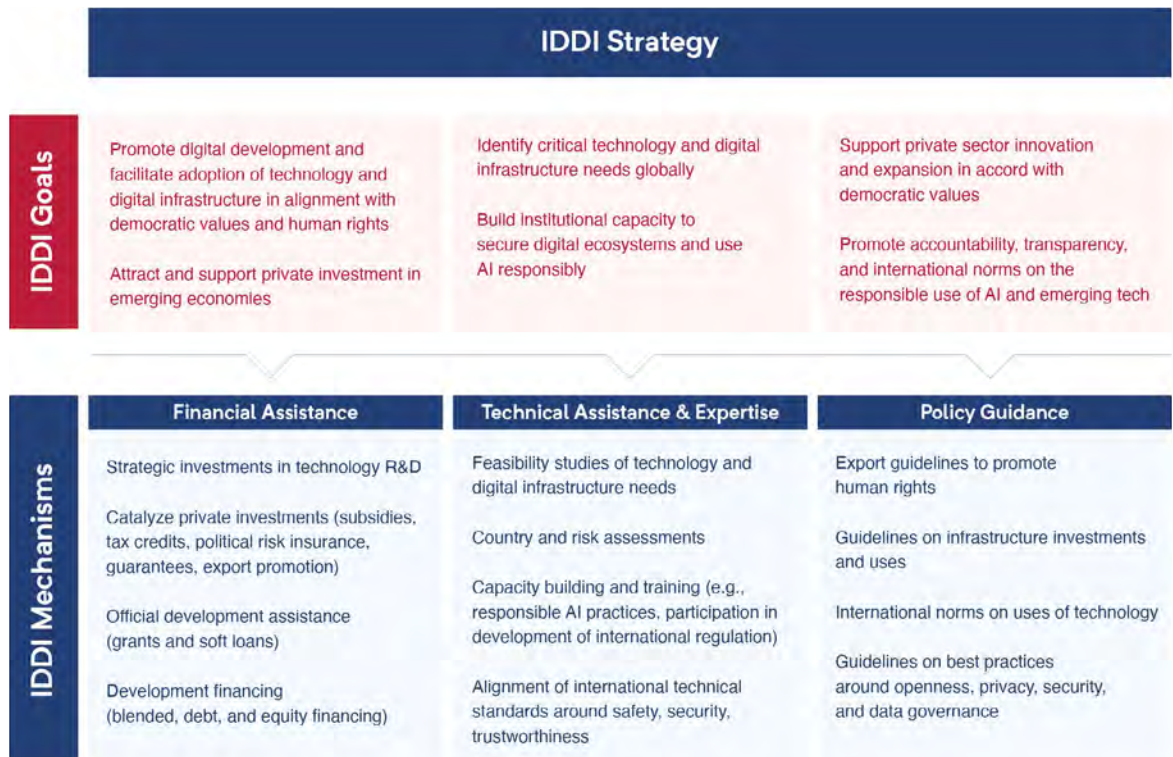 IDDI Strategy
IDDI Goals
Promote digital development and
facilitate adoption of technology and
digital infrastructure in alignment with
democratic values and human rights
Attract and support private investment in
emerging economies
Identify critical technology and digital
infrastructure needs globally
Build institutional capacity to
secure digital ecosystems and use
AI responsibly
Support private sector innovation
and expansion in accord with
democratic values
Promote accountability, transparency,
and international norms on the
responsible use of AI and emerging tech
IDDI Mechanisms
Financial Assistance
Strategic investments in technology R&D
Catalyze private investments (subsidies,
tax credits, political risk insurance,
guarantees, export promotion)
Official development assistance
(grants and soft loans)
Development financing
(blended, debt, and equity financing)
Technical Assistance & Expertise
Feasibility studies of technology and
digital infrastructure needs
Country and risk assessments
Capacity building and training (e.g.,
responsible AI practices, participation in
development of international regulation)
Alignment of international technical
standards around safety, security,
trustworthiness
Policy Guidance
Export guidelines to promote
human rights
Guidelines on infrastructure investments
and uses
International norms on uses of technology
Guidelines on best practices
around openness, privacy, security,
and data governance